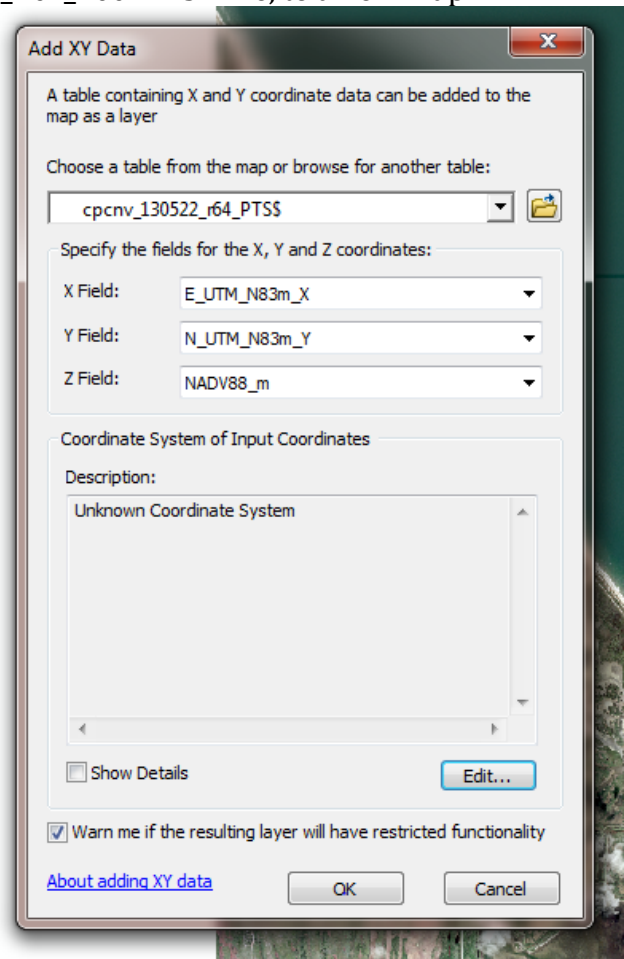 Add XY Data
A table containing X and Y coordinate data can be added to the
map as a layer
Choose a table from the map or browse for another table:
cpcnv_130522_r64_PTS$
Specify the fields for the X, Y and Z coordinates:
X Field: E_UTM_N83m_X
Y Field: N_UTM_N83m_Y
Z Field: NADV88_m
Coordinate System of Input Coordinates
Description:
Unknown Coordinate System
Show Details Edit...
Warn me if the resulting layer will have restricted functionality
About adding XY data OK Cancel